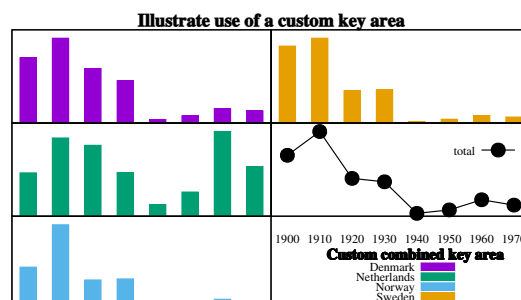 Illustrate use of a custom key area
total
1900 1910 1920 1930 1940 1950 1960 1970
Custom combined key area
Denmark
Netherlands
Norway
Sweden